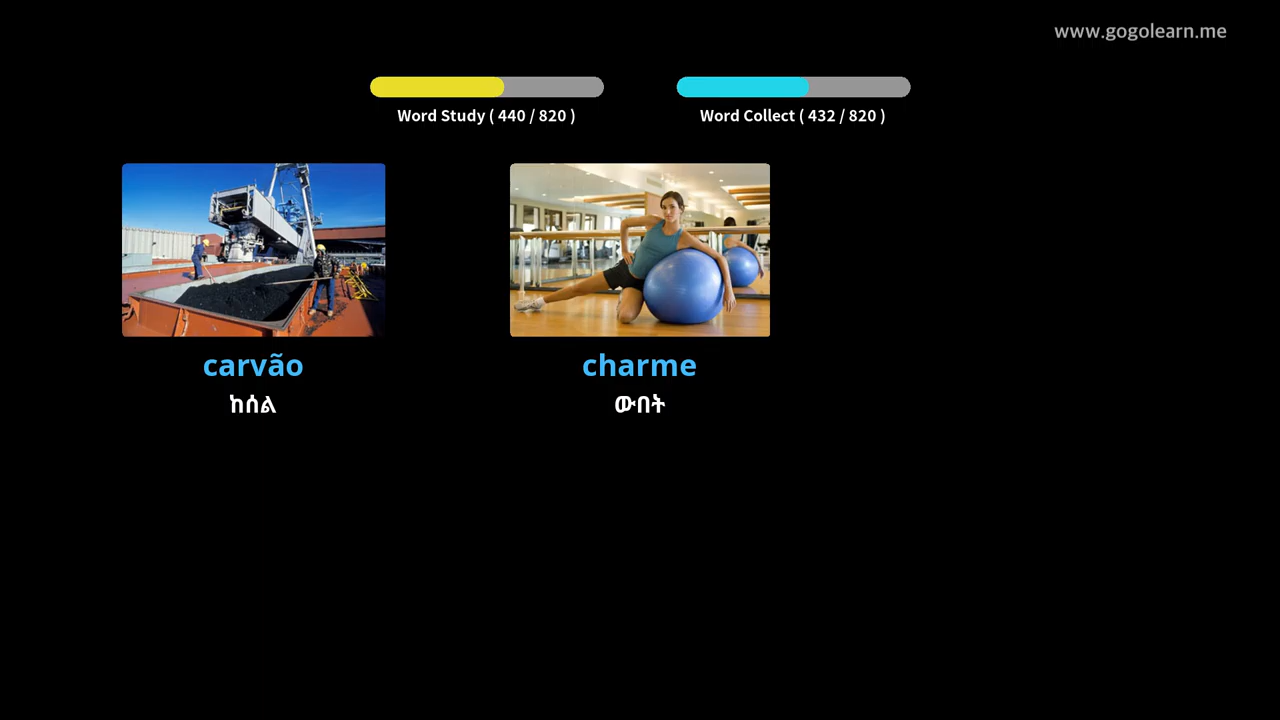 www.gogolearn.me
Word Study ( 440 / 820 )
Word Collect ( 432 / 820 )
carvão
ከሰል
charme
ውበት